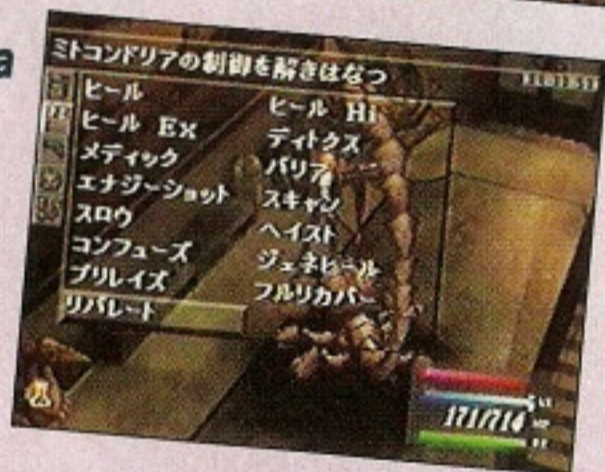 ミトコンドリアの制御を解きはなつ
ヒール ヒール Hi
ヒール Ex ディトクス
メディック バリア
エナジーショット スキャン
スロウ ヘイスト
コンフューズ ジェネヒール
プリレイズ フルリカバー
リバレート
171/714